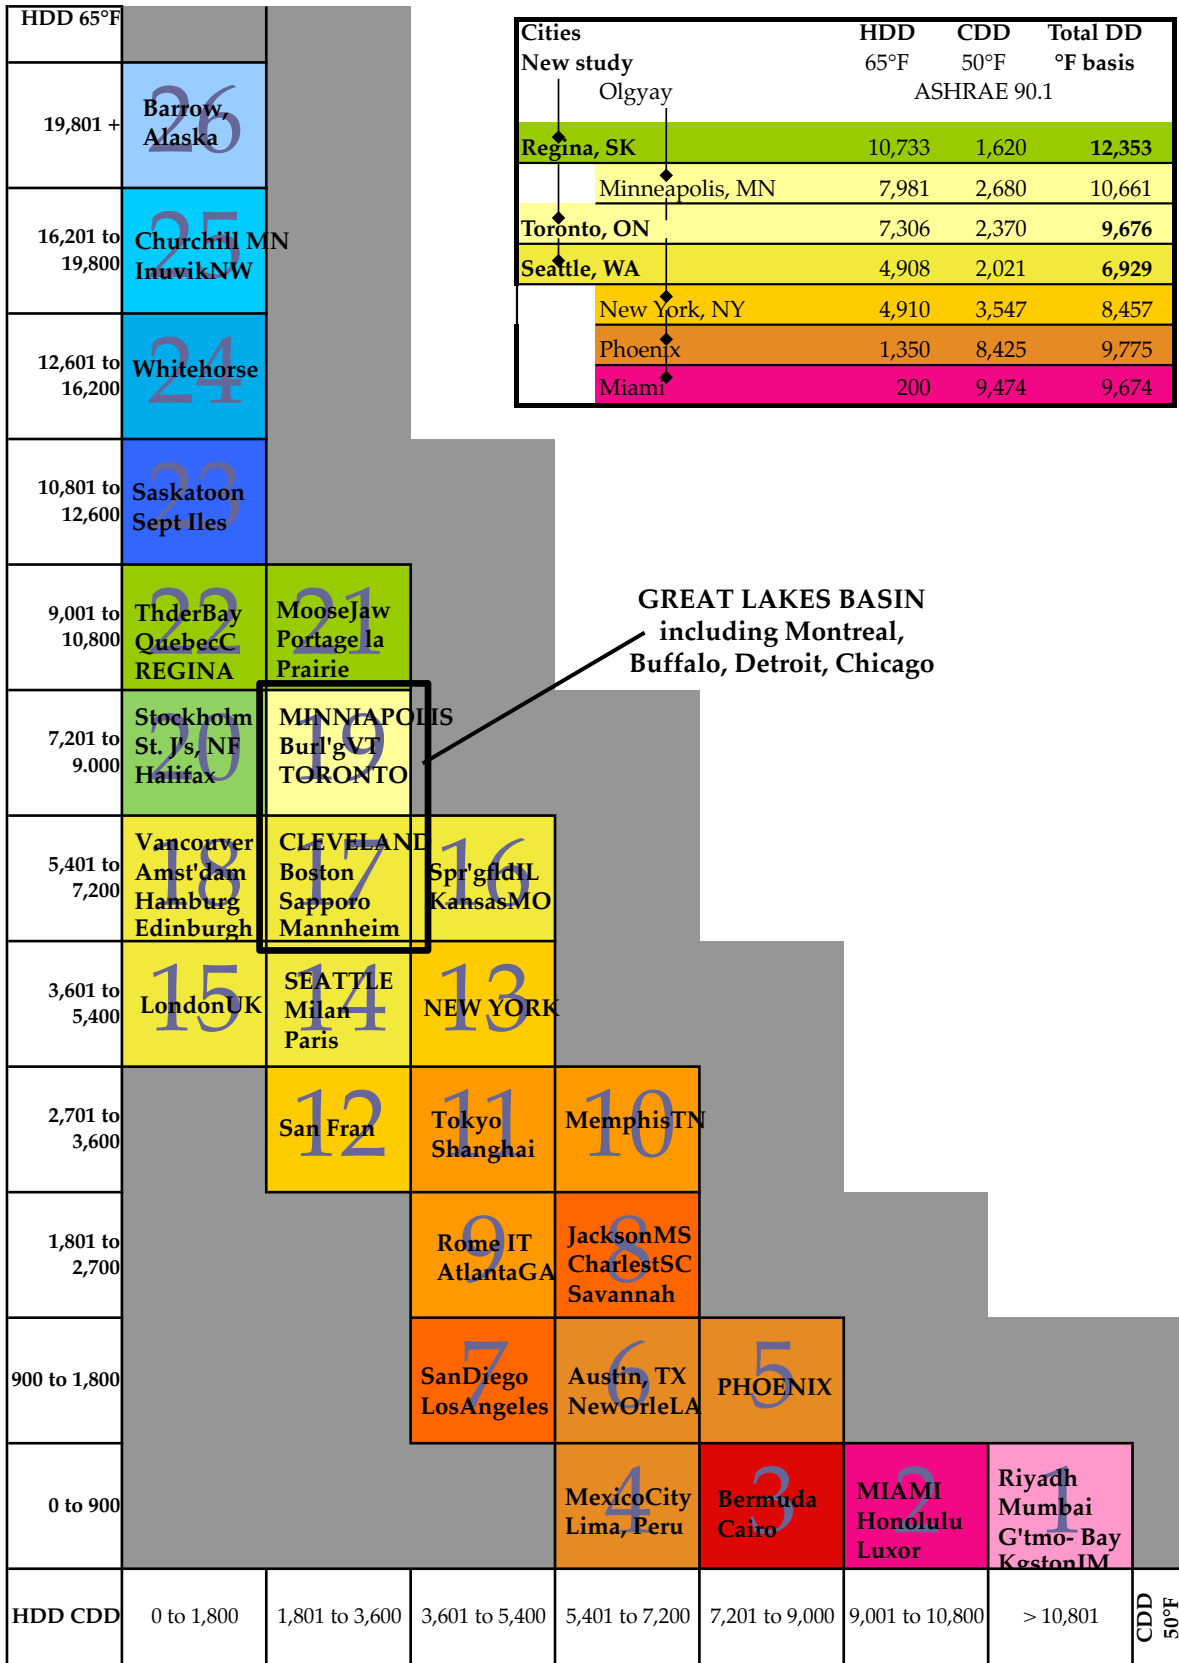 HDD 65°F
Cities HDD CDD Total DD
New study 65°F 50°F °F basis
Olgyay ASHRAE 90.1
Regina, SK 10,733 1,620 12,353
Minneapolis, MN 7,981 2,680 10,661
Toronto, ON 7,306 2,370 9,676
Seattle, WA 4,908 2,021 6,929
New York, NY 4,910 3,547 8,457
Phoenix 1,350 8,425 9,775
Miami 200 9,474 9,674
19,801 +
26
Barrow,
Alaska
16,201 to
19,800
25
Churchill MN
InuvikNW
12,601 to
16,200
24
Whitehorse
10,801 to
12,600
23
Saskatoon
Sept Iles
9,001 to
10,800
22
ThderBay
QuebecC
REGINA
21
MooseJaw
Portage la
Prairie
GREAT LAKES BASIN
including Montreal,
Buffalo, Detroit, Chicago
7,201 to
9.000
20
Stockholm
St. J's, NF
Halifax
19
MINNIAPOLIS
Burl'gVT
TORONTO
5,401 to
7,200
18
Vancouver
Amst'dam
Hamburg
Edinburgh
17
CLEVELAND
Boston
Sapporo
Mannheim
16
Spr'gfldIL
KansasMO
3,601 to
5,400
15
LondonUK
14
SEATTLE
Milan
Paris
13
NEW YORK
2,701 to
3,600
12
San Fran
11
Tokyo
Shanghai
10
MemphisTN
1,801 to
2,700
9
Rome IT
AtlantaGA
8
JacksonMS
CharlestSC
Savannah
900 to 1,800
7
SanDiego
LosAngeles
6
Austin, TX
NewOrleLA
5
PHOENIX
0 to 900
4
MexicoCity
Lima, Peru
3
Bermuda
Cairo
2
MIAMI
Honolulu
Luxor
1
Riyadh
Mumbai
G'tmo- Bay
KgstonJM
HDD CDD 0 to 1,800 1,801 to 3,600 3,601 to 5,400 5,401 to 7,200 7,201 to 9,000 9,001 to 10,800 > 10,801
CDD
50°F